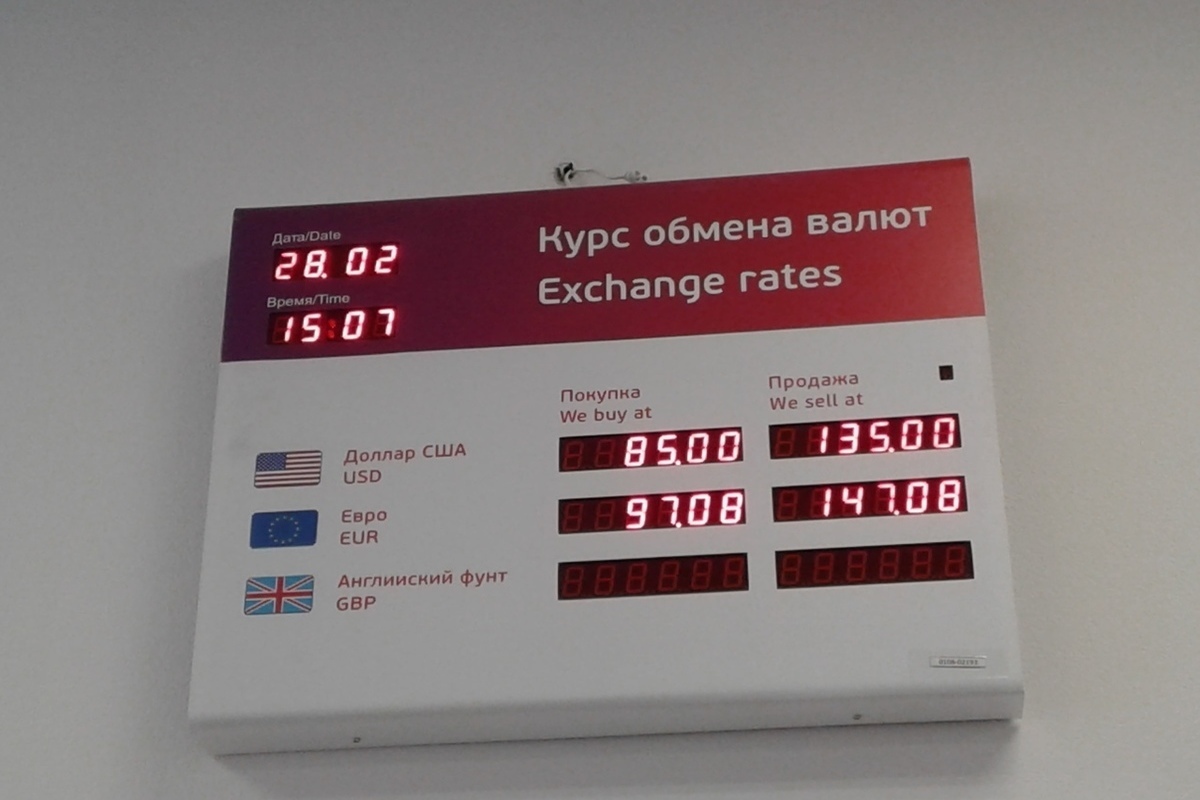 Дата/Date
28.02
Время/Time
15:07
Курс обмена валют
Exchange rates
Покупка
We buy at
Продажа
We sell at
Доллар США
USD
85.00
135.00
Евро
EUR
97.08
147.08
Английский фунт
GBP